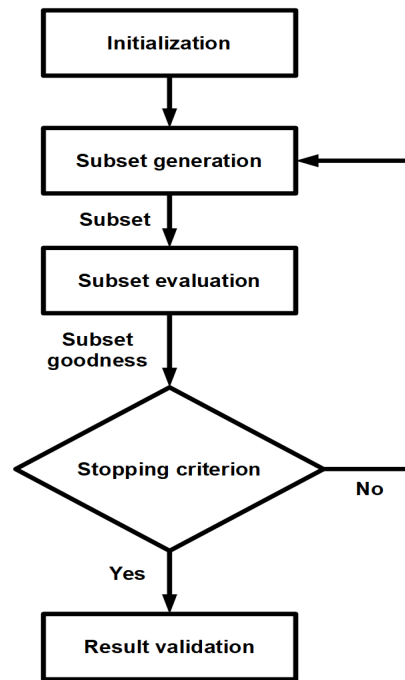 Initialization
Subset generation
Subset
Subset evaluation
Subset
goodness
Stopping criterion
No
Yes
Result validation